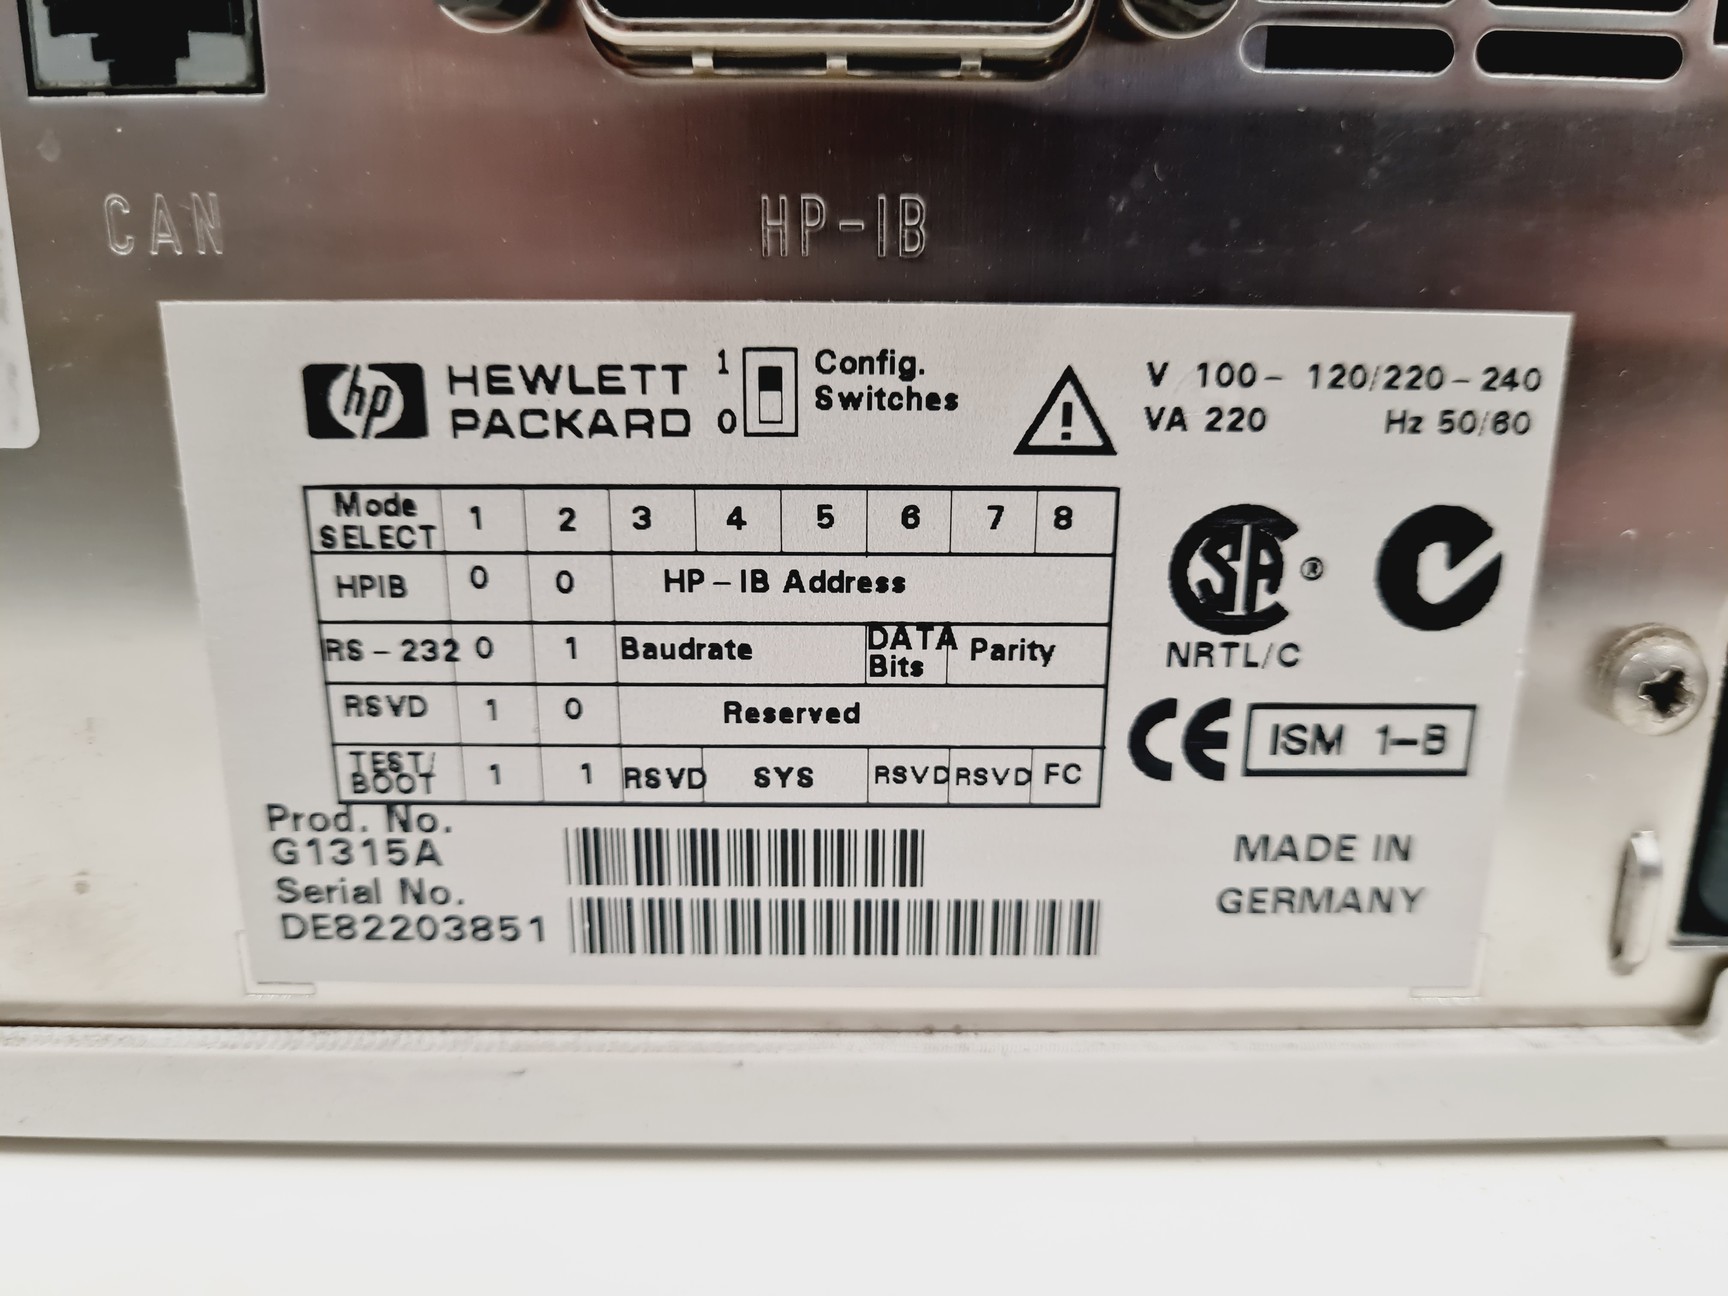 CAN
HP-IB
hp HEWLETT PACKARD
1
0
Config.
Switches
V 100- 120/220-240
VA 220 Hz 50/60
Mode SELECT 1 2 3 4 5 6 7 8
HPIB 0 0 HP-IB Address
RS-232 0 1 Baudrate DATA Bits Parity
RSVD 1 0 Reserved
TEST/BOOT 1 1 RSVD SYS RSVD RSVD FC
SA ®
NRTL/C
CE ISM 1-B
Prod. No.
G1315A
Serial No.
DE82203851
MADE IN
GERMANY